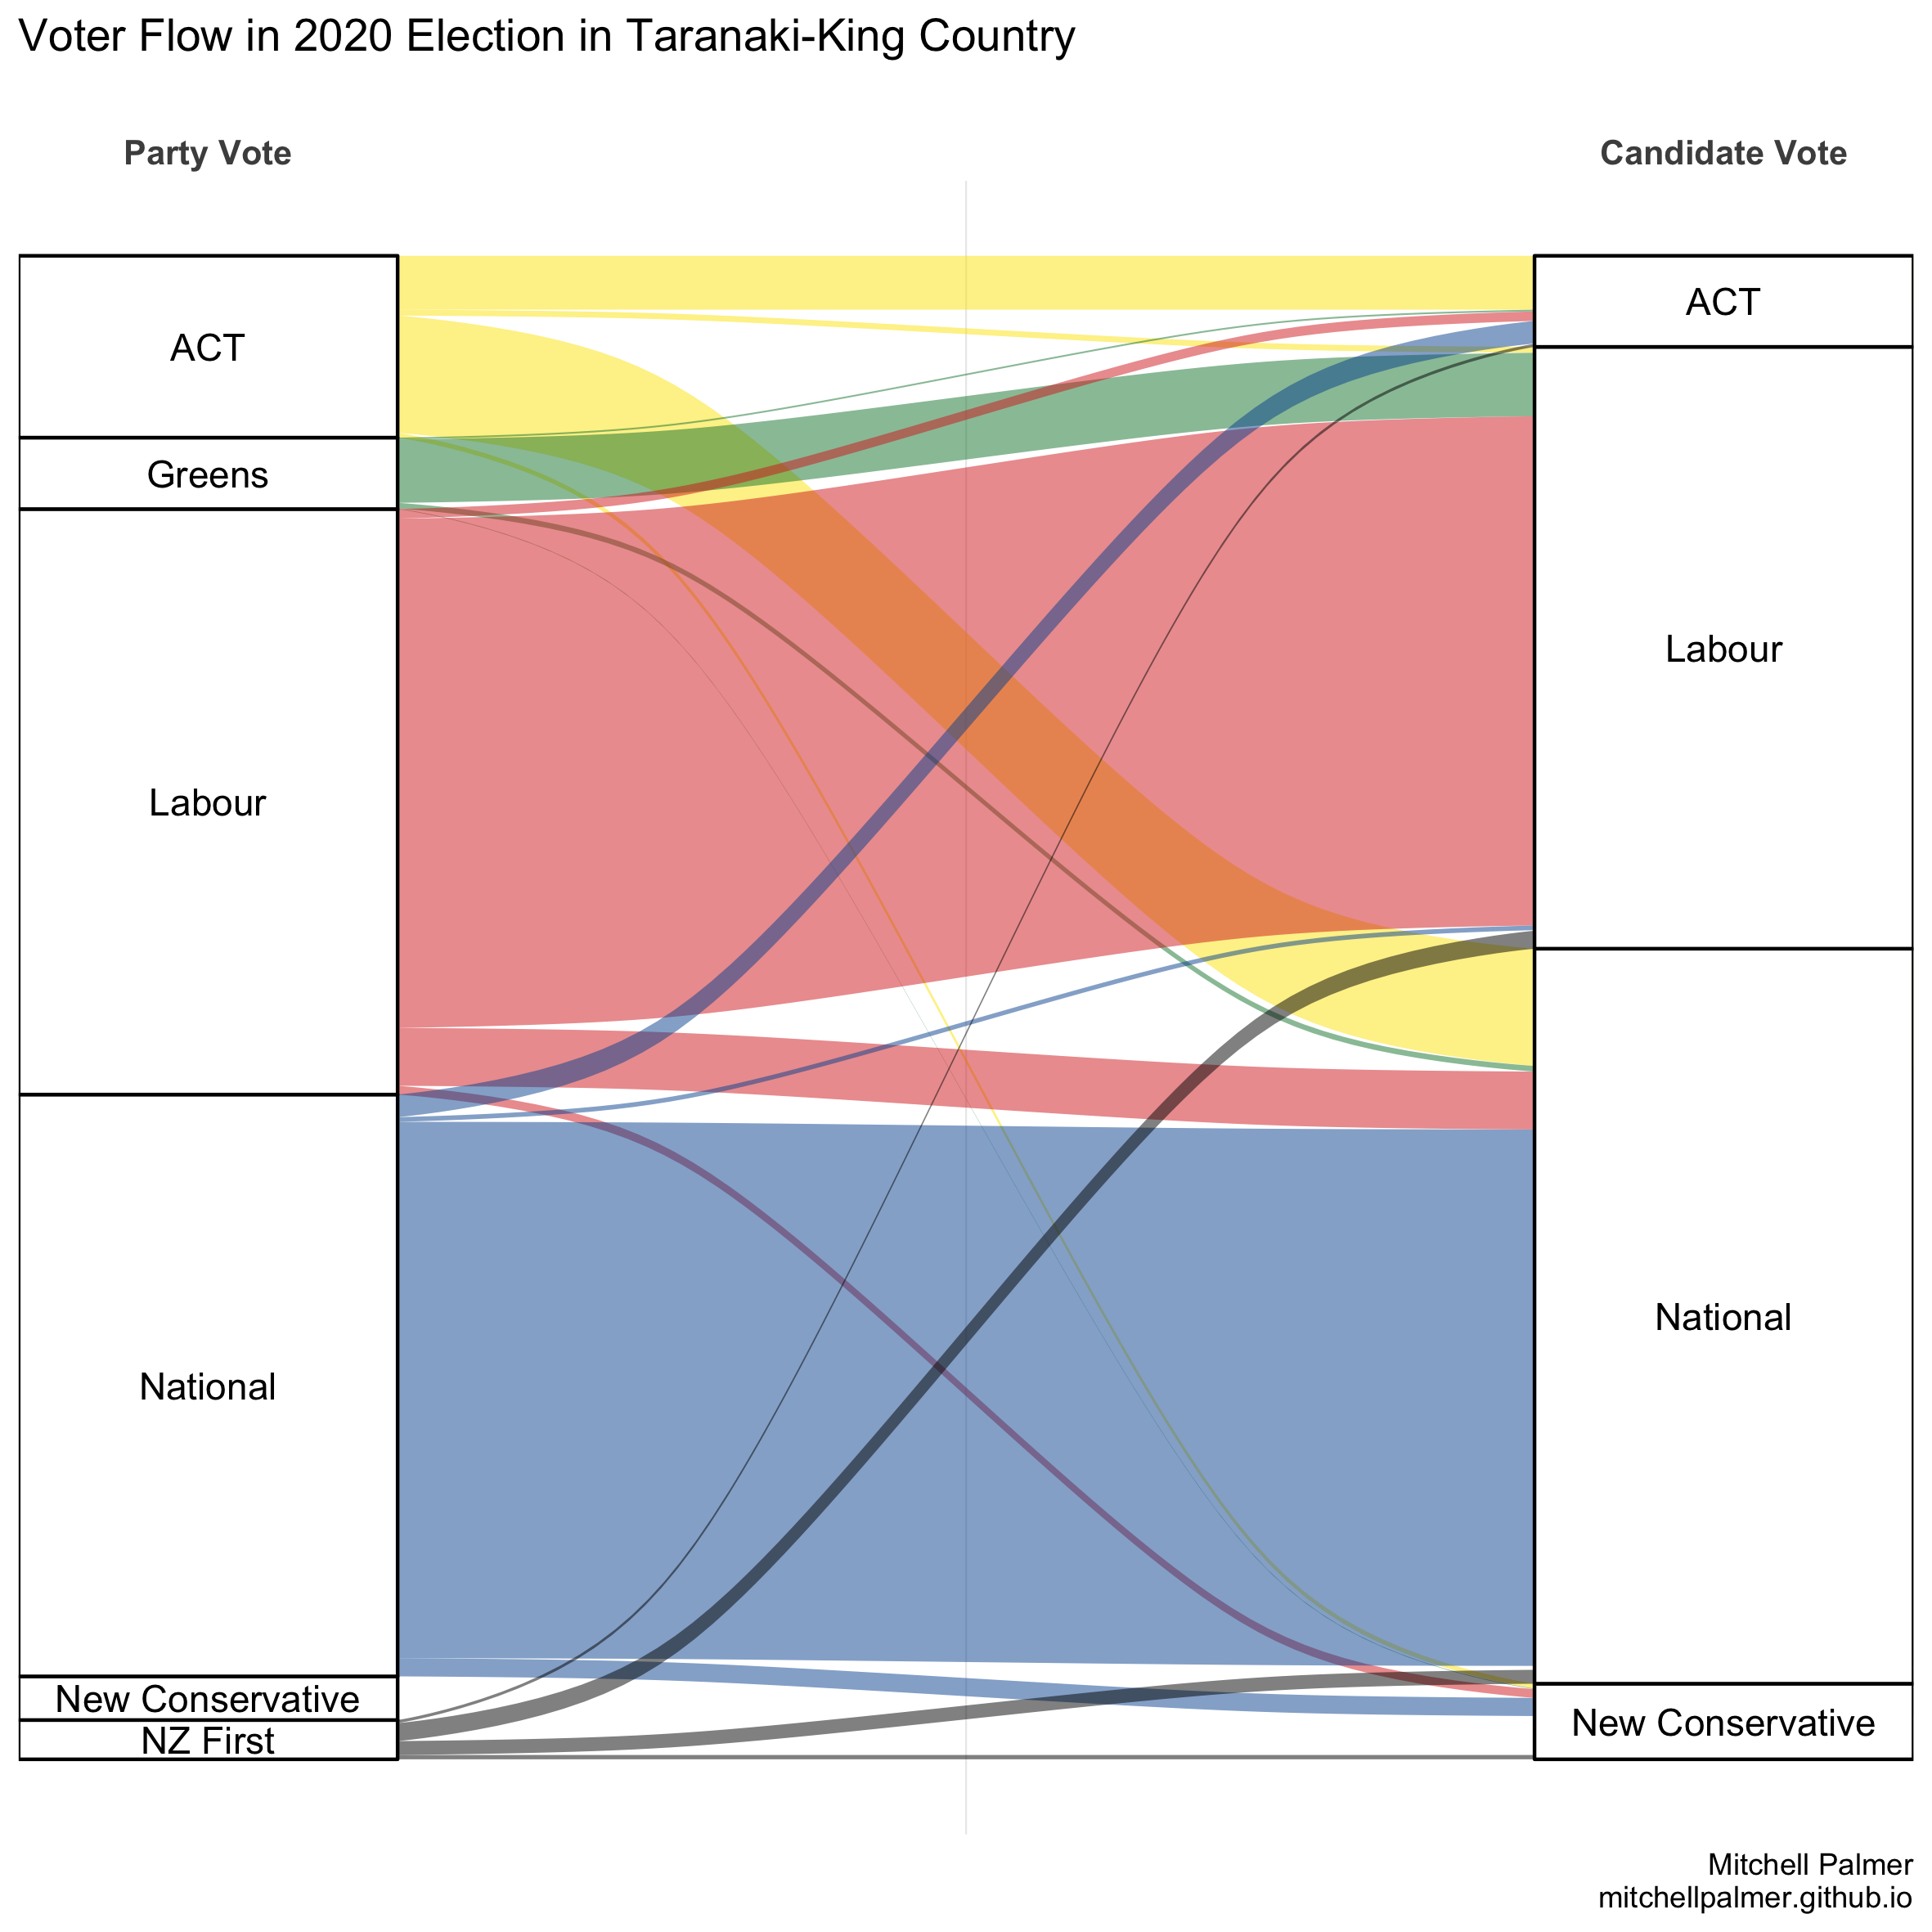 Voter Flow in 2020 Election in Taranaki-King Country
Party Vote
Candidate Vote
ACT
Greens
Labour
National
New Conservative
NZ First
ACT
Labour
National
New Conservative
Mitchell Palmer
mitchellpalmer.github.io